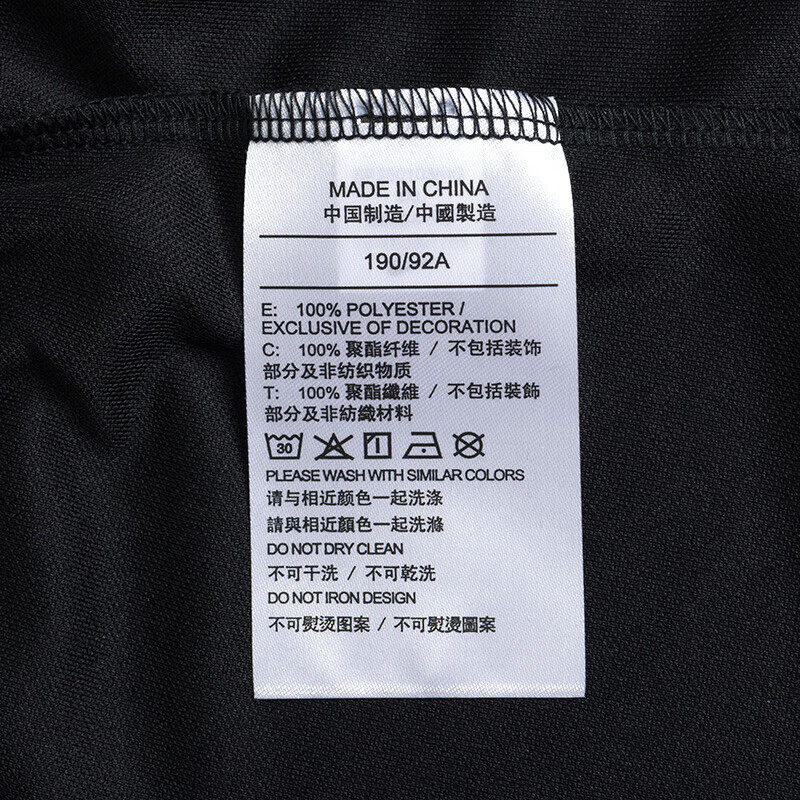 MADE IN CHINA
中国制造/中國製造
190/92A
E: 100% POLYESTER /
EXCLUSIVE OF DECORATION
C: 100% 聚酯纤维 / 不包括装饰
部分及非纺织物质
T: 100% 聚酯纖維 / 不包括裝飾
部分及非紡織材料
30
PLEASE WASH WITH SIMILAR COLORS
请与相近颜色一起洗涤
請與相近顏色一起洗滌
DO NOT DRY CLEAN
不可干洗 / 不可乾洗
DO NOT IRON DESIGN
不可熨烫图案 / 不可熨燙圖案